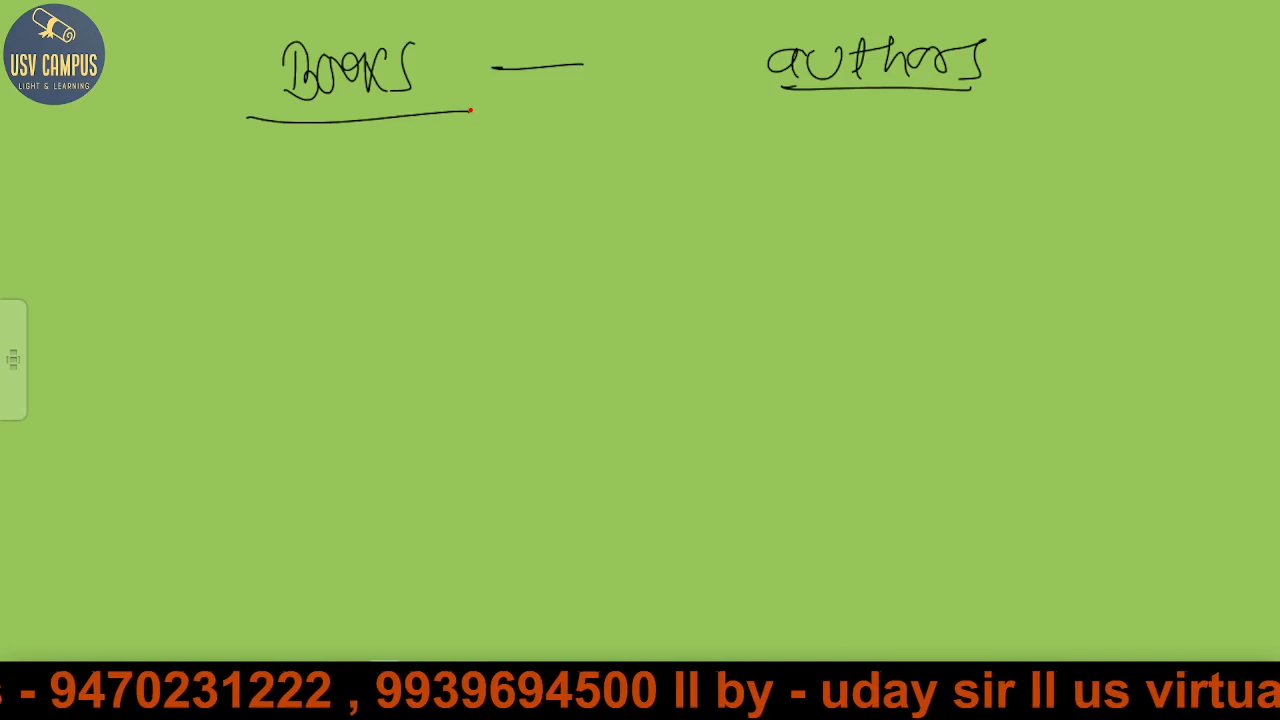 USV CAMPUS
LIGHT & LEARNING
Books — authors
- 9470231222 , 9939694500 ll by - uday sir ll us virtua